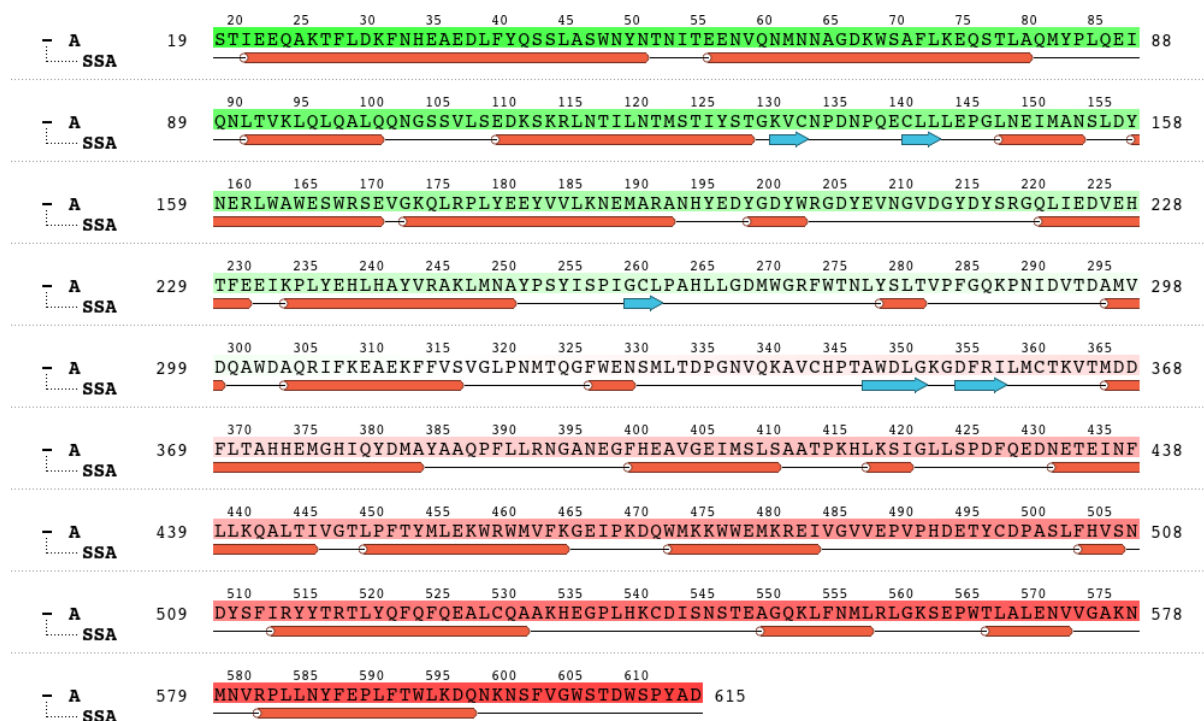 20 25 30 35 40 45 50 55 60 65 70 75 80 85
- A 19 STIEEQAKTFLDKFNHEAEDLFYQSSLASWNYNTNITEENVQNMNNAGDKWSAFLKEQSTLAQMYPLQEI 88
SSA
90 95 100 105 110 115 120 125 130 135 140 145 150 155
- A 89 QNLTVKLQLQALQQNGSSVLSEDKSKRLNTILNTMSTIYSTGKVCNPDNPQECLLLEPGLNEIMANSLDY 158
SSA
160 165 170 175 180 185 190 195 200 205 210 215 220 225
- A 159 NERLWAWESWRSEVGKQLRPLYEEYVVLKNEMARANHYEDYGDYWRGDYEVNGVDGYDYSRGQLIEDVEH 228
SSA
230 235 240 245 250 255 260 265 270 275 280 285 290 295
- A 229 TFEEIKPLYEHLHAYVRAKLMNAYPSYISPIGCLPAHLLGDMWGRFWTNLYSLTVPFGQKPNIDVTDAMV 298
SSA
300 305 310 315 320 325 330 335 340 345 350 355 360 365
- A 299 DQAWDAQRIFKEAEKFFVSVGLPNMTQGFWENSMLTDPGNVQKAVCHPTAWDLGKGDFRILMCTKVTMDD 368
SSA
370 375 380 385 390 395 400 405 410 415 420 425 430 435
- A 369 FLTAHHEMGHIQYDMAYAAQPFLLRNGANEGFHEAVGEIMSLSAATPKHLKSIGLLSPDFQEDNETEINF 438
SSA
440 445 450 455 460 465 470 475 480 485 490 495 500 505
- A 439 LLKQALTIVGTLPFTYMLEKWRWMVFKGEIPKDQWMKKWWEMKREIVGVVEPVPHDETYCDPASLFHVSN 508
SSA
510 515 520 525 530 535 540 545 550 555 560 565 570 575
- A 509 DYSFIRYYTRTLYQFQFQEALCQAAKHEGPLHKCDISNSTEAGQKLFNMLRLGKSEPWTLALENVVGAKN 578
SSA
580 585 590 595 600 605 610
- A 579 MNVRPLLNYFEPLFTWLKDQNKNSFVGWSTDWSPYAD 615
SSA